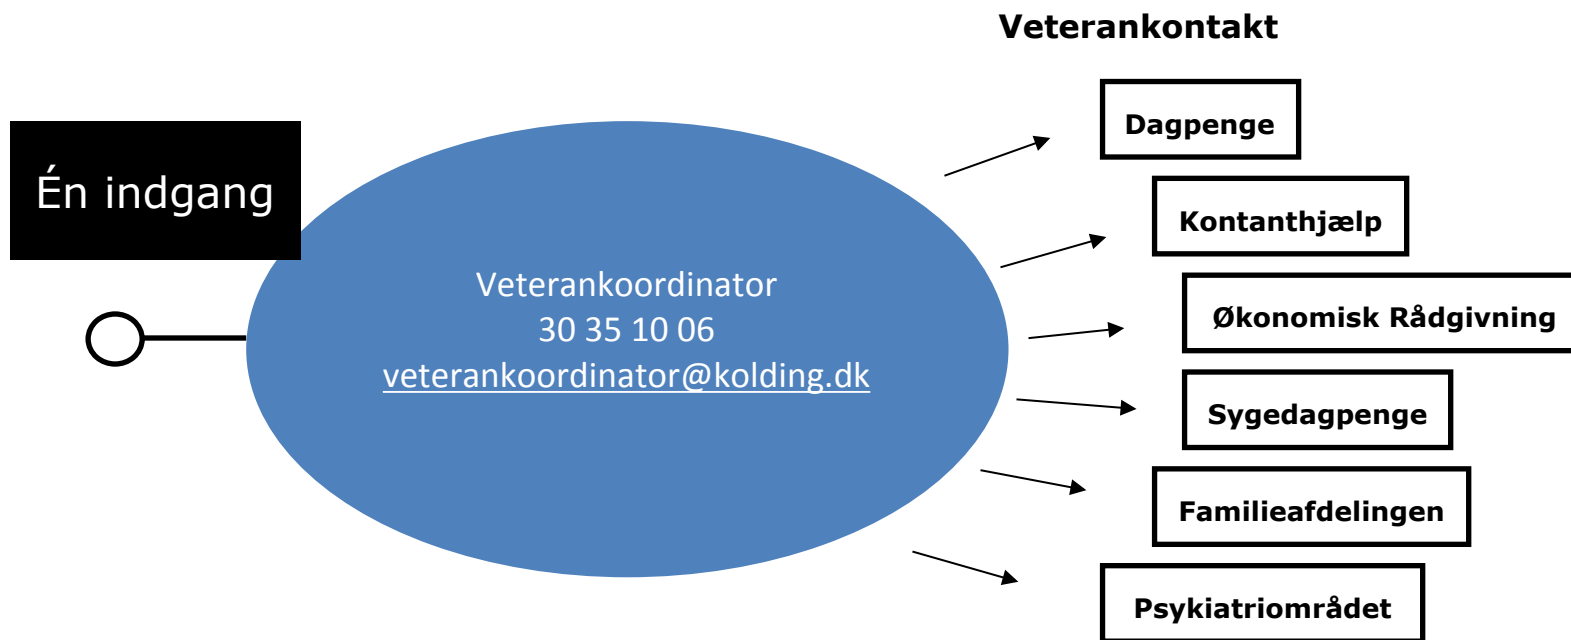 Veterankontakt
Én indgang
Veterankoordinator
30 35 10 06
veterankoordinator@kolding.dk
Dagpenge
Kontanthjælp
Økonomisk Rådgivning
Sygedagpenge
Familieafdelingen
Psykiatriområdet